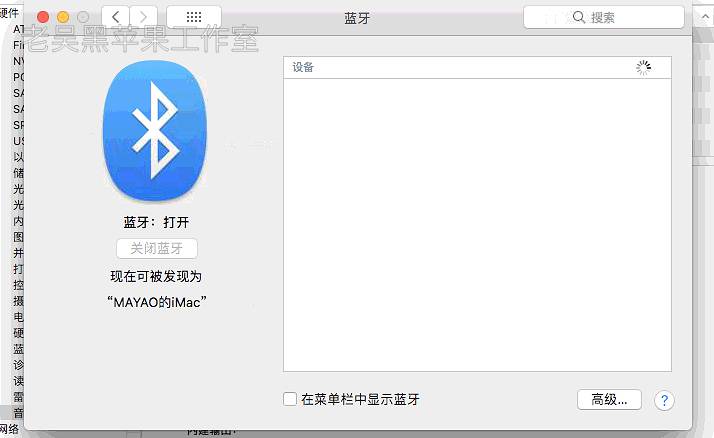 硬件
蓝牙
搜索
老吴黑苹果工作室
设备
蓝牙：打开
关闭蓝牙
现在可被发现为
“MAYAO的iMac”
在菜单栏中显示蓝牙
高级...
?
AT
Fir
NV
PC
SA
SA
SP
US
以
储
光
光
内
图
并
打
控
摄
电
硬
蓝
诊
读
雷
音
网络
内建输出：